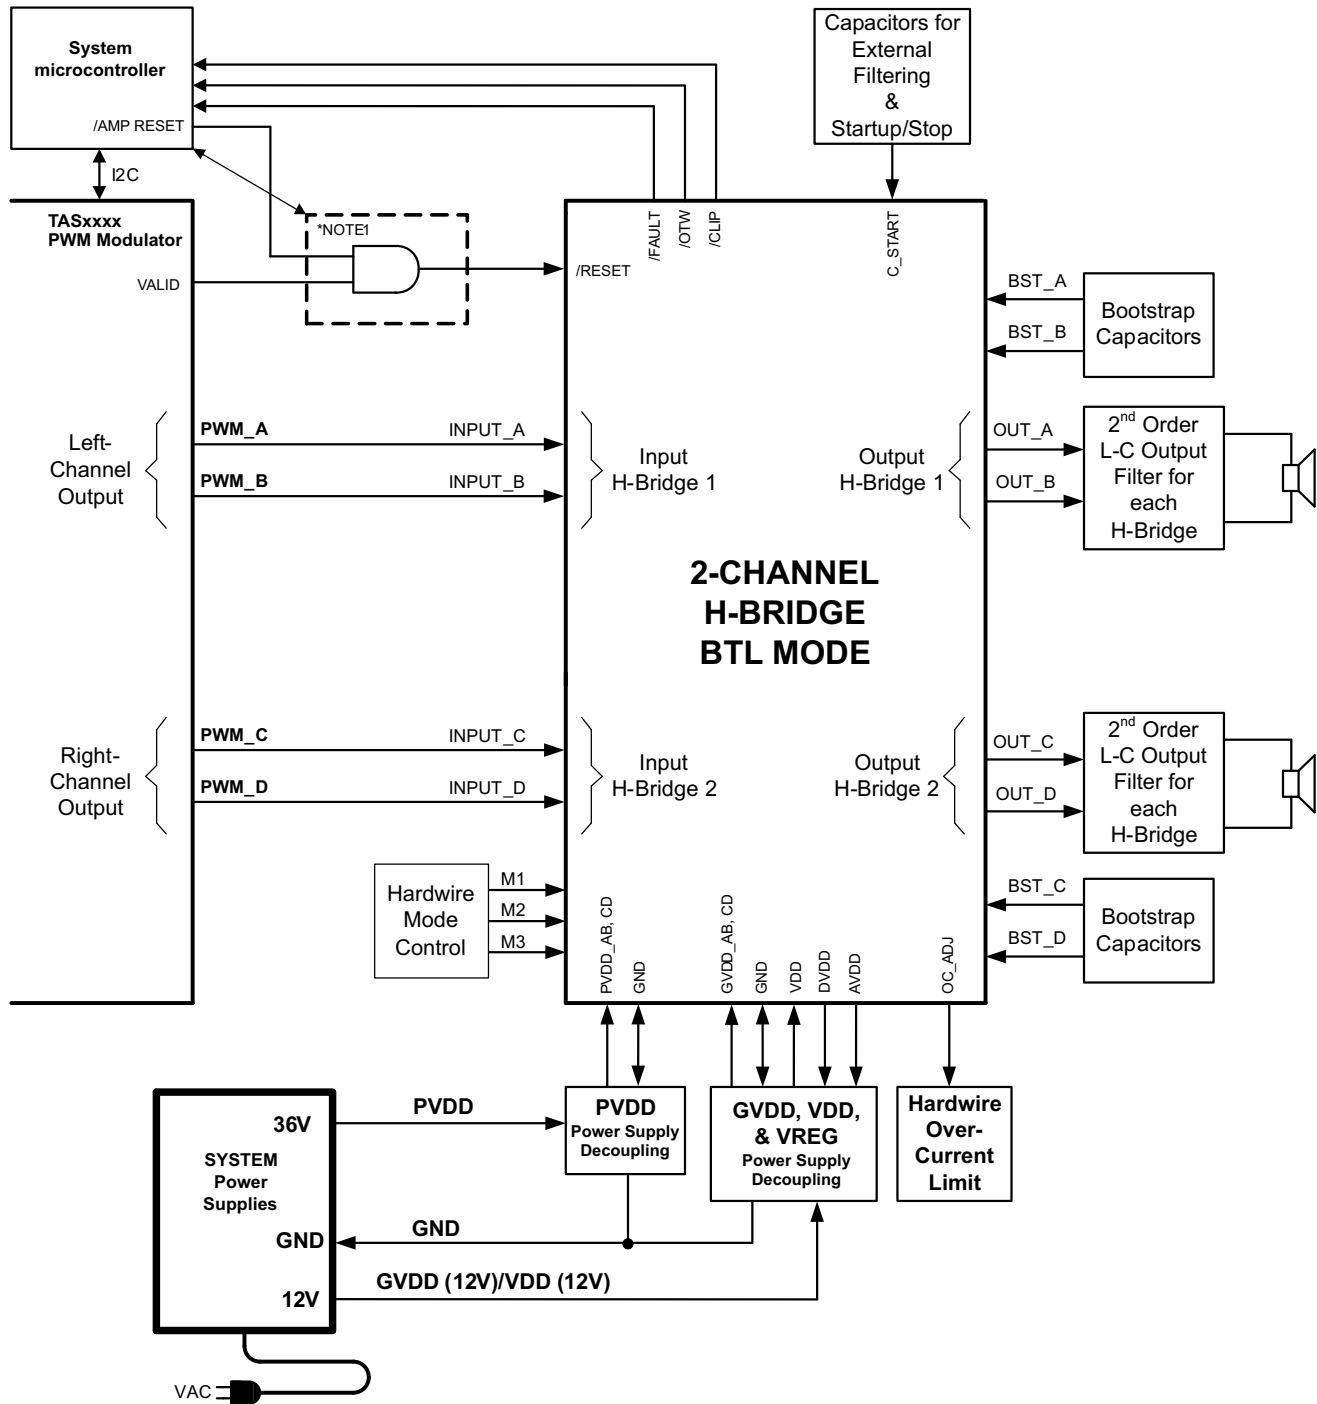 System
microcontroller
/AMP RESET
I2C
TASxxxx
PWM Modulator
VALID
*NOTE1
/RESET
/FAULT
/OTW
/CLIP
Capacitors for
External
Filtering
&
Startup/Stop
C_START
BST_A
BST_B
Bootstrap
Capacitors
Left-
Channel
Output
PWM_A
PWM_B
INPUT_A
INPUT_B
Input
H-Bridge 1
Output
H-Bridge 1
OUT_A
OUT_B
2nd Order
L-C Output
Filter for
each
H-Bridge
2-CHANNEL
H-BRIDGE
BTL MODE
Right-
Channel
Output
PWM_C
PWM_D
INPUT_C
INPUT_D
Input
H-Bridge 2
Output
H-Bridge 2
OUT_C
OUT_D
2nd Order
L-C Output
Filter for
each
H-Bridge
Hardwire
Mode
Control
M1
M2
M3
PVDD_AB, CD
GND
GVDD_AB, CD
GND
VDD
DVDD
AVDD
OC_ADJ
BST_C
BST_D
Bootstrap
Capacitors
36V
SYSTEM
Power
Supplies
GND
12V
PVDD
GND
GVDD (12V)/VDD (12V)
PVDD
Power Supply
Decoupling
GVDD, VDD,
& VREG
Power Supply
Decoupling
Hardwire
Over-
Current
Limit
VAC